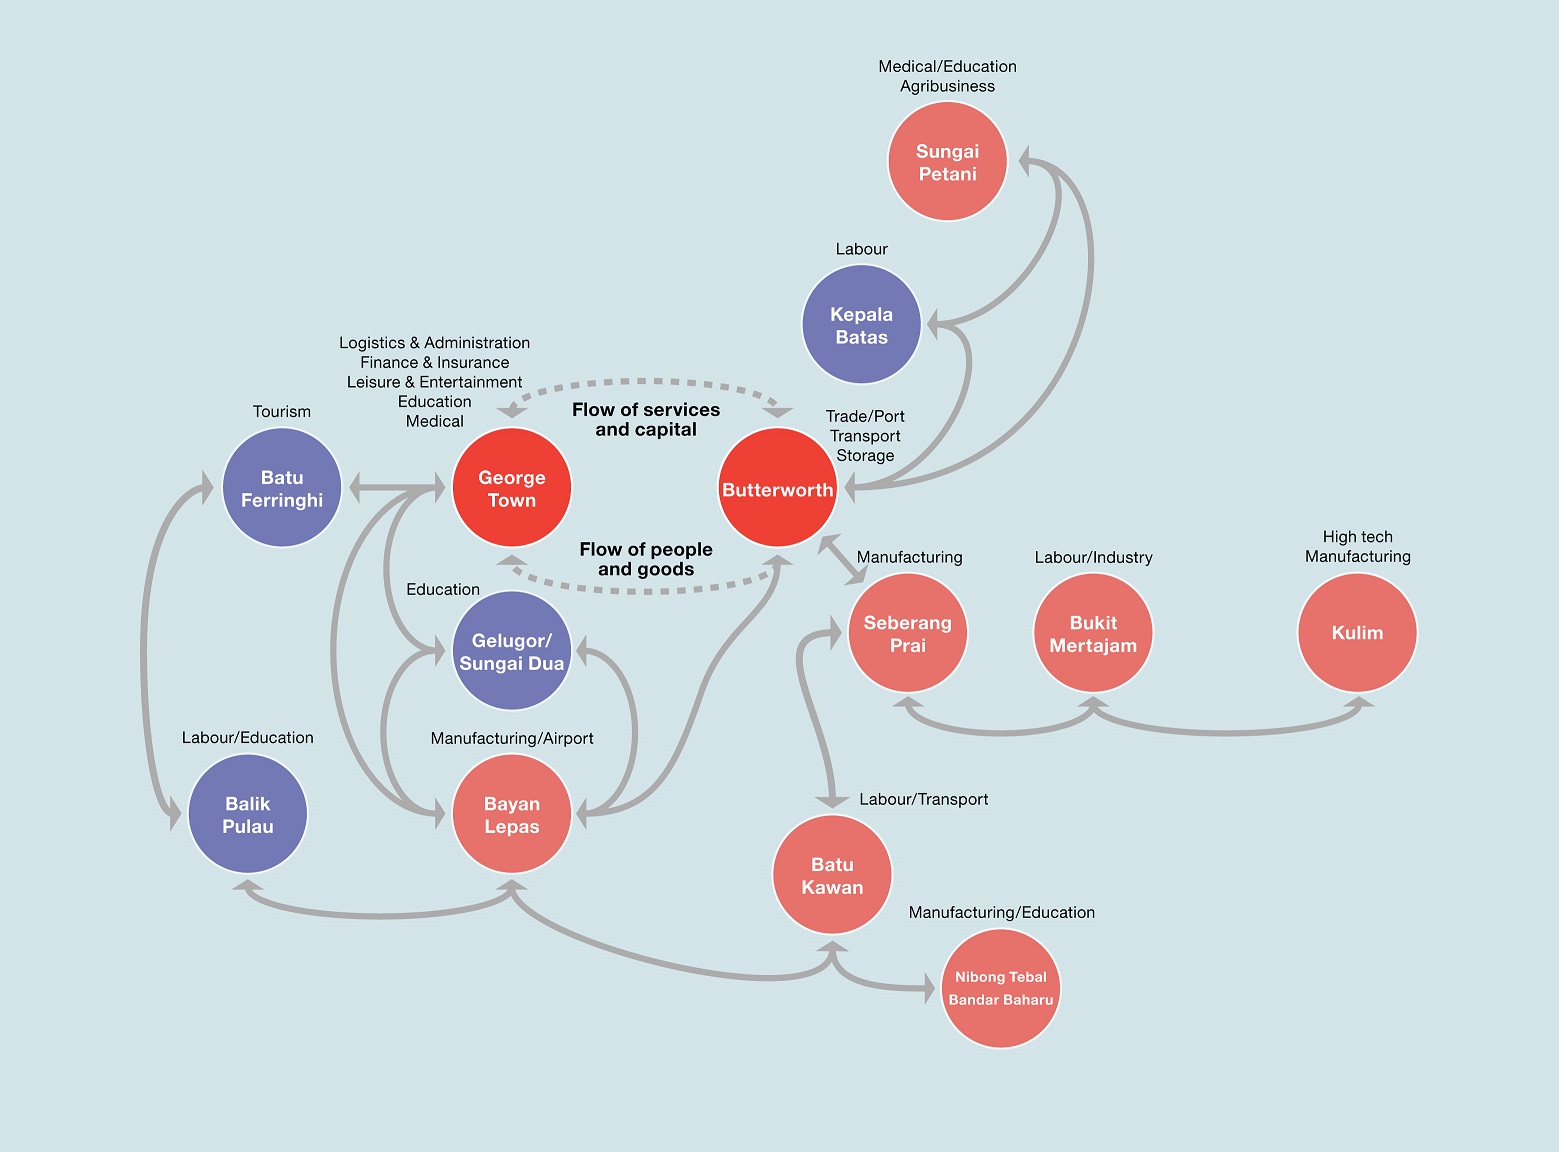 Medical/Education
Agribusiness
Sungai
Petani
Labour
Kepala
Batas
Logistics & Administration
Finance & Insurance
Leisure & Entertainment
Education
Medical
Flow of services
and capital
Trade/Port
Transport
Storage
Tourism
Batu
Ferringhi
George
Town
Butterworth
Flow of people
and goods
High tech
Manufacturing
Manufacturing
Labour/Industry
Education
Seberang
Prai
Bukit
Mertajam
Kulim
Gelugor/
Sungai Dua
Labour/Education
Manufacturing/Airport
Balik
Pulau
Bayan
Lepas
Labour/Transport
Batu
Kawan
Manufacturing/Education
Nibong Tebal
Bandar Baharu